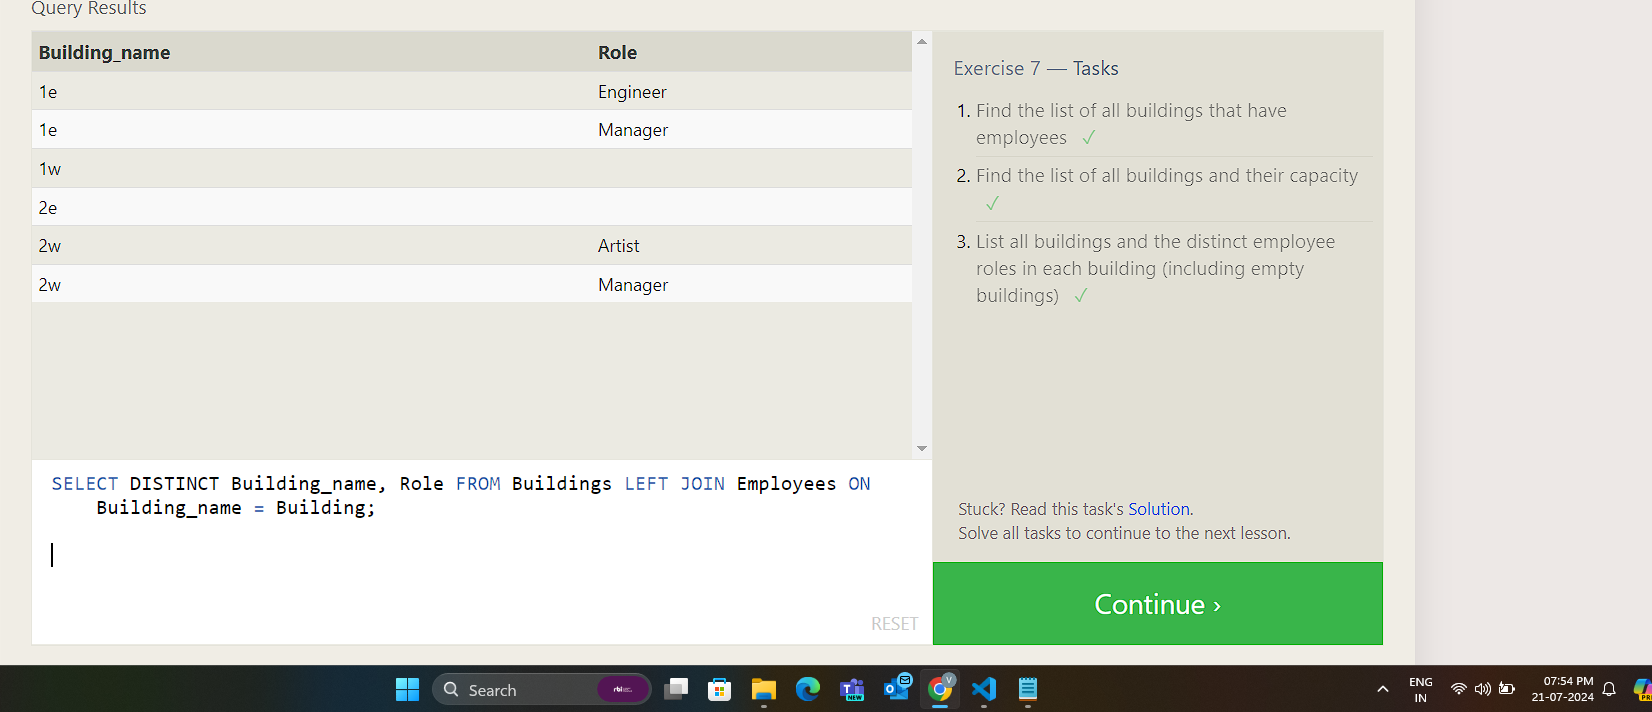 Query Results
Building_name Role
1e Engineer
1e Manager
1w
2e
2w Artist
2w Manager
SELECT DISTINCT Building_name, Role FROM Buildings LEFT JOIN Employees ON
Building_name = Building;
RESET
Exercise 7 — Tasks
1. Find the list of all buildings that have
employees ✓
2. Find the list of all buildings and their capacity
✓
3. List all buildings and the distinct employee
roles in each building (including empty
buildings) ✓
Stuck? Read this task's Solution.
Solve all tasks to continue to the next lesson.
Continue ›
Search
rbl
NEW
V
ENG
IN
07:54 PM
21-07-2024